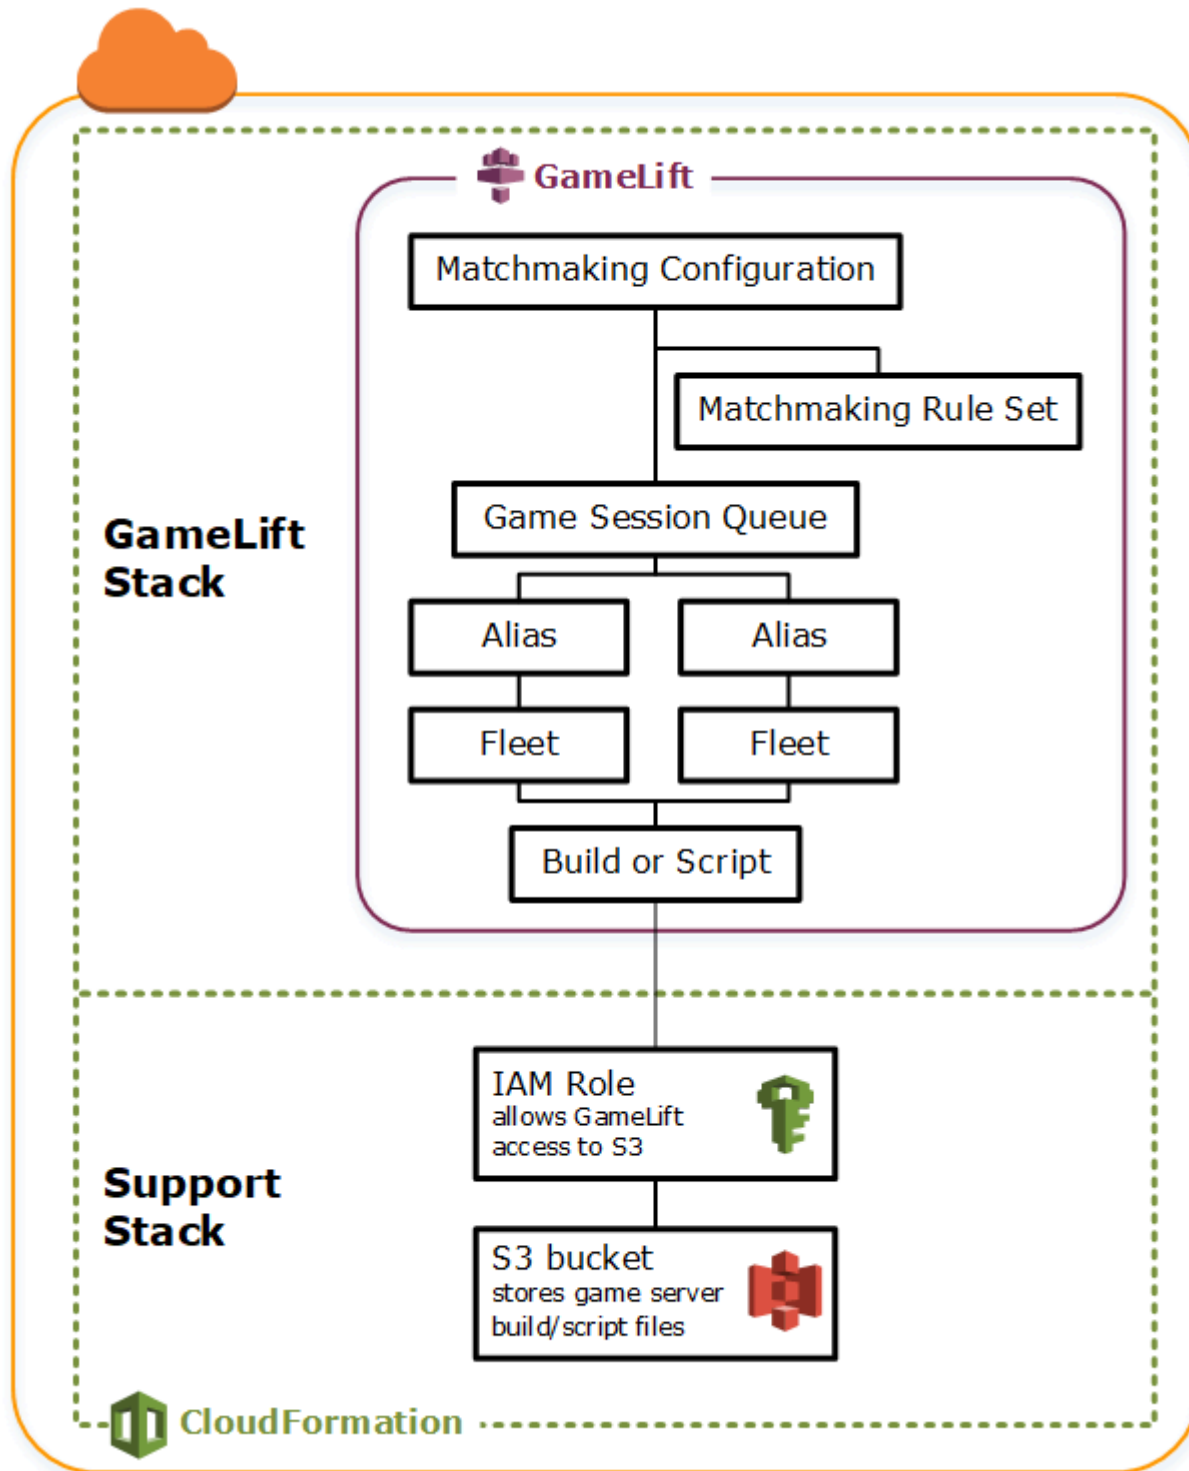 GameLift
Matchmaking Configuration
Matchmaking Rule Set
Game Session Queue
GameLift
Stack
Alias
Alias
Fleet
Fleet
Build or Script
IAM Role
allows GameLift
access to S3
Support
Stack
S3 bucket
stores game server
build/script files
CloudFormation